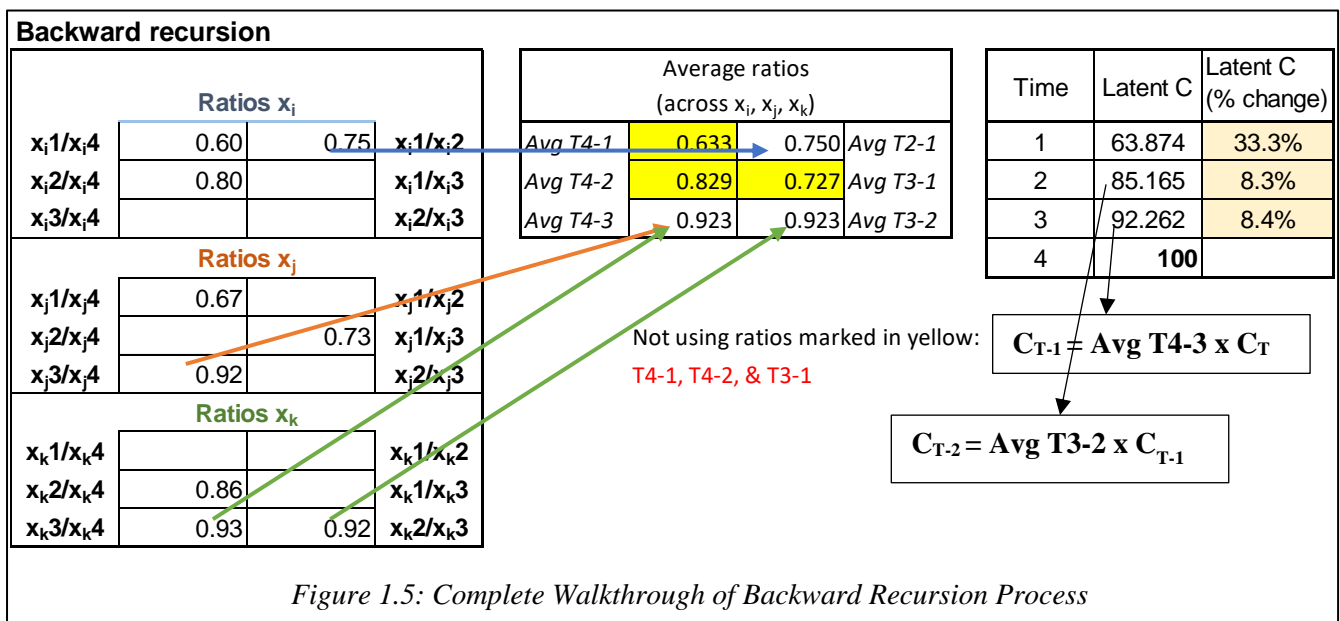 Backward recursion
Ratios xi
xi1/xi4 0.60 0.75 xi1/xi2
xi2/xi4 0.80 xi1/xi3
xi3/xi4 xi2/xi3
Ratios xj
xj1/xj4 0.67 xj1/xj2
xj2/xj4 0.73 xj1/xj3
xj3/xj4 0.92 xj2/xj3
Ratios xk
xk1/xk4 xk1/xk2
xk2/xk4 0.86 xk1/xk3
xk3/xk4 0.93 0.92 xk2/xk3
Average ratios
(across xi, xj, xk)
Avg T4-1 0.633 0.750 Avg T2-1
Avg T4-2 0.829 0.727 Avg T3-1
Avg T4-3 0.923 0.923 Avg T3-2
Not using ratios marked in yellow:
T4-1, T4-2, & T3-1
Time Latent C Latent C
(% change)
1 63.874 33.3%
2 85.165 8.3%
3 92.262 8.4%
4 100
CT-1 = Avg T4-3 x CT
CT-2 = Avg T3-2 x CT-1
Figure 1.5: Complete Walkthrough of Backward Recursion Process